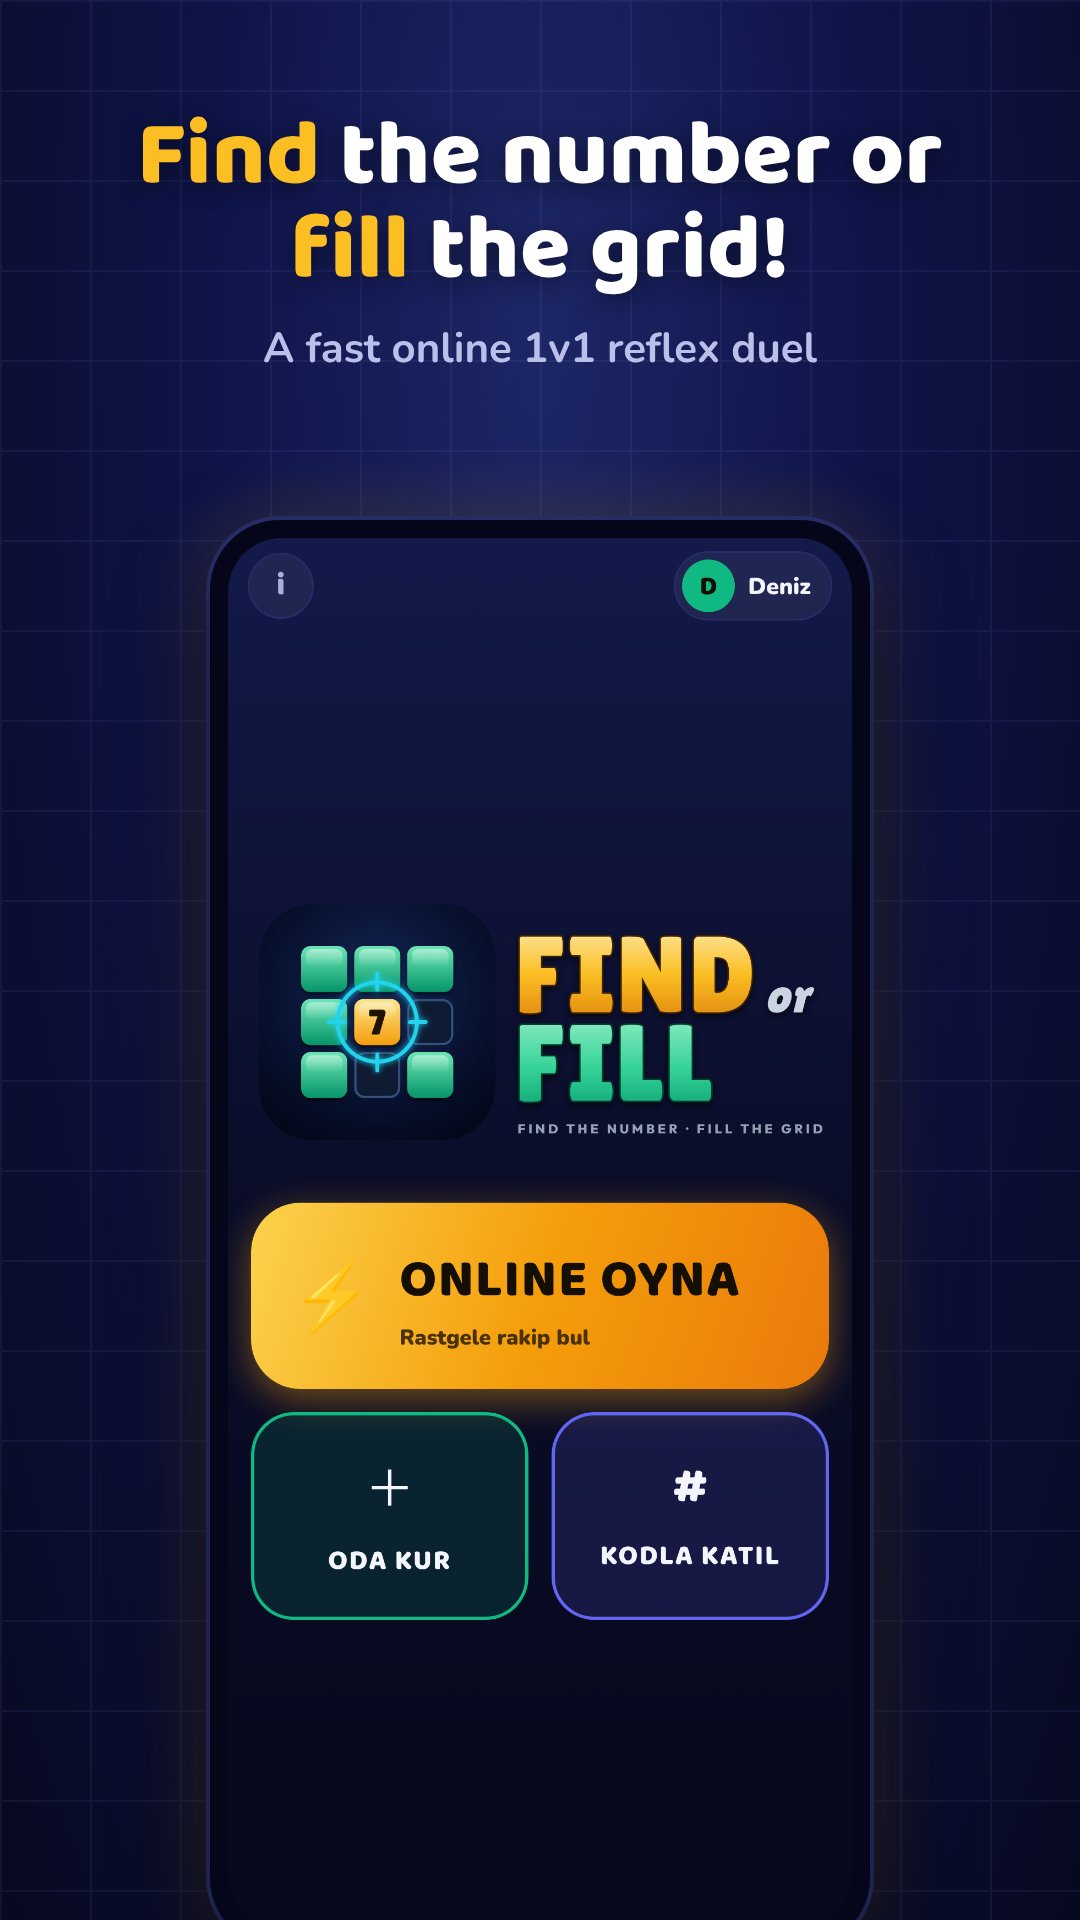 Find the number or
fill the grid!
A fast online 1v1 reflex duel
i
D Deniz
7
FIND or
FILL
FIND THE NUMBER · FILL THE GRID
ONLINE OYNA
Rastgele rakip bul
+
#
ODA KUR
KODLA KATIL